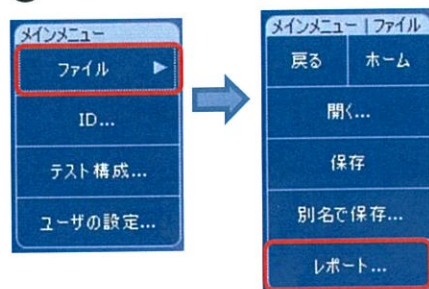 メインメニュー
ファイル ▶
ID...
テスト構成...
ユーザの設定...
メインメニュー | ファイル
戻る ホーム
開く...
保存
別名で保存...
レポート...